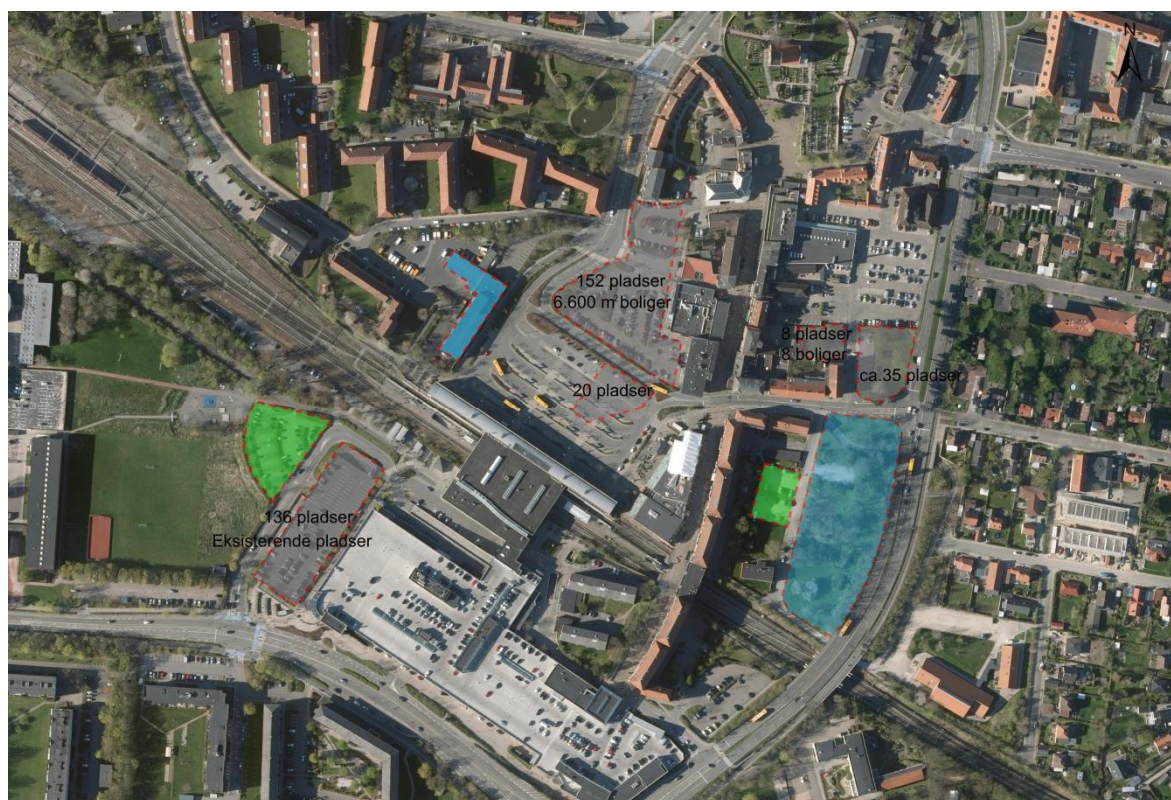 N
152 pladser
6.600 m boliger
8 pladser
8 boliger
ca.35 pladser
20 pladser
136 pladser
Eksisterende pladser